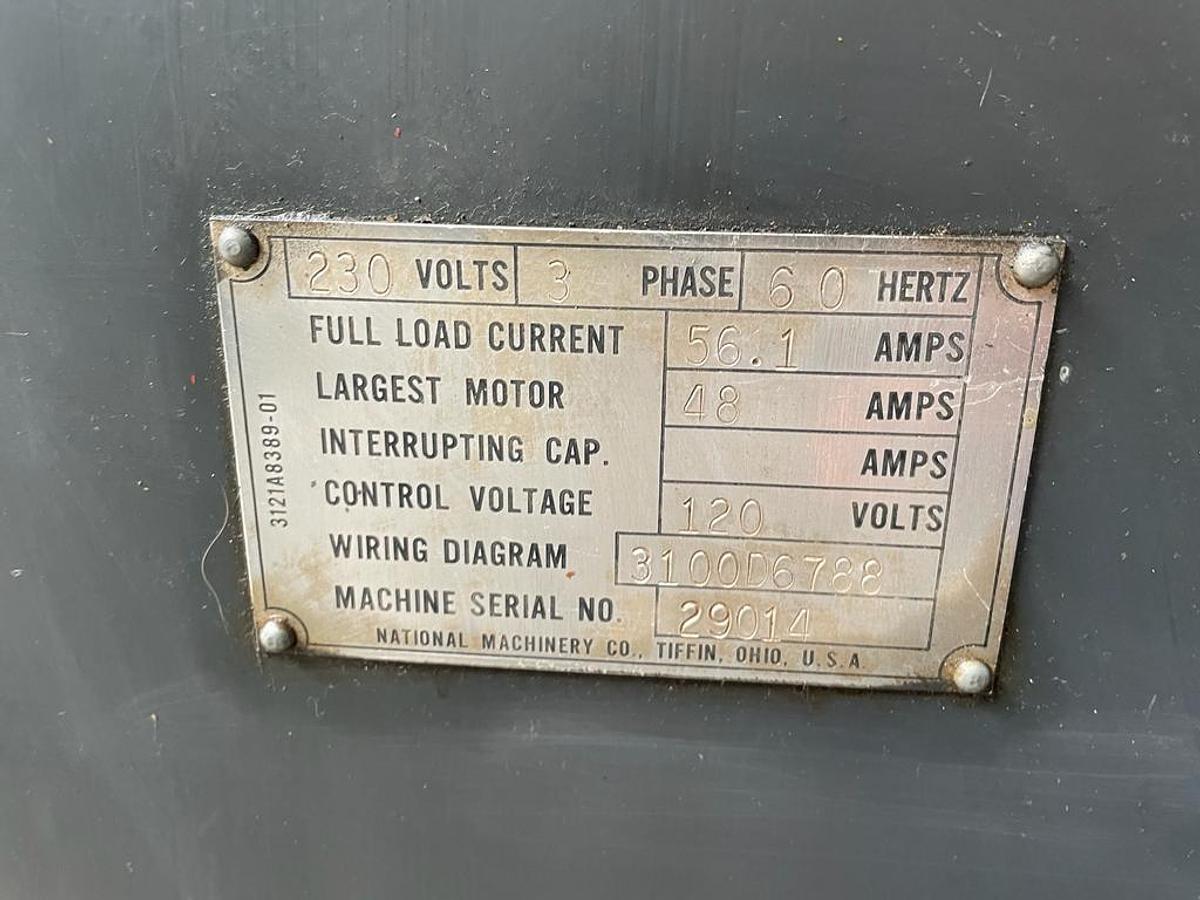 230 VOLTS 3 PHASE 60 HERTZ
FULL LOAD CURRENT 56.1 AMPS
LARGEST MOTOR 48 AMPS
INTERRUPTING CAP. AMPS
CONTROL VOLTAGE 120 VOLTS
WIRING DIAGRAM 3100D6788
MACHINE SERIAL NO. 29014
NATIONAL MACHINERY CO., TIFFIN, OHIO, U.S.A.
3121A8389-01